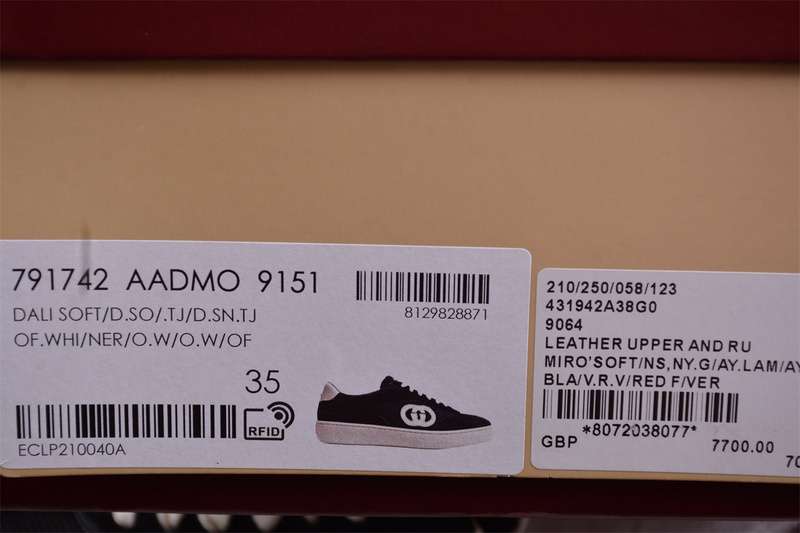 791742 AADMO 9151
8129828871
DALI SOFT/D.SO/.TJ/D.SN.TJ
OF.WHI/NER/O.W/O.W/OF
35
RFID
ECLP210040A
210/250/058/123
431942A38G0
9064
LEATHER UPPER AND RU
MIRO'SOFT/NS,NY.G/AY.LAM/AY
BLA/V.R.V/RED F/VER
*8072038077*
GBP 7700.00